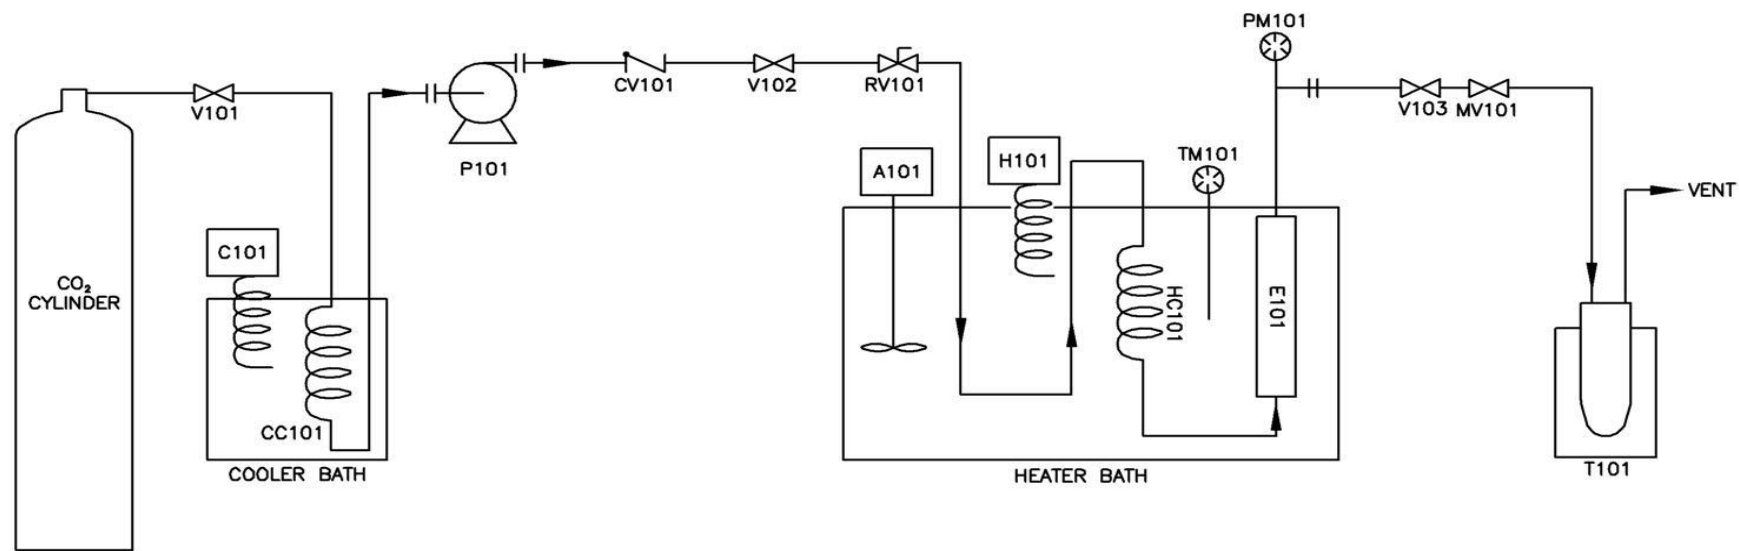 PM101
CV101
V102
RV101
V101
V103
MV101
P101
A101
H101
TM101
VENT
C101
CO₂
CYLINDER
HC101
E101
CC101
COOLER BATH
HEATER BATH
T101